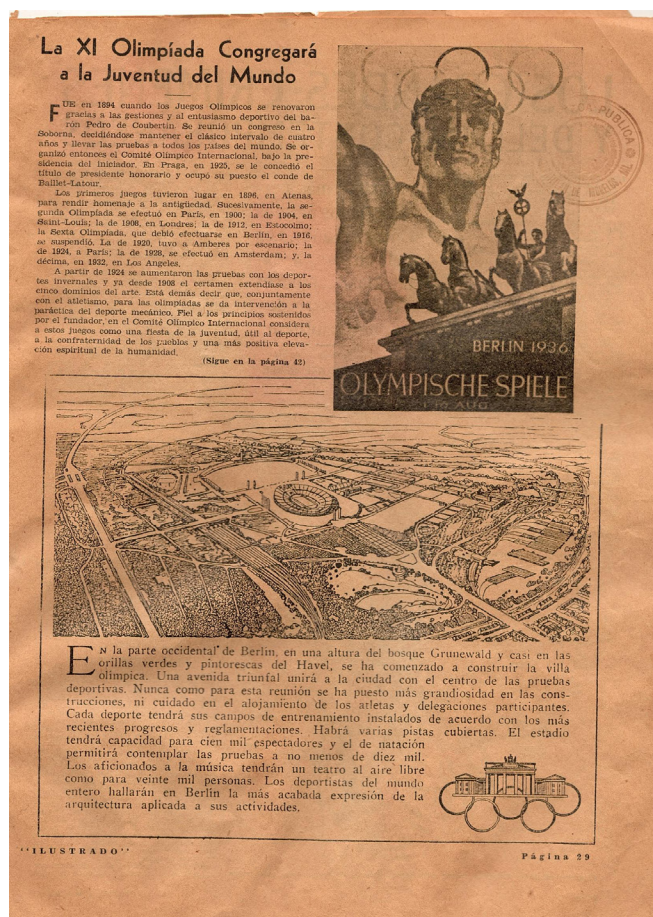 La XI Olimpíada Congregará
a la Juventud del Mundo
FUE en 1894 cuando los Juegos Olímpicos se renovaron
gracias a las gestiones y al entusiasmo deportivo del ba-
rón Pedro de Coubertin. Se reunió un congreso en la
Soborna, decidiéndose mantener el clásico intervalo de cuatro
años y llevar las pruebas a todos los países del mundo. Se or-
ganizó entonces el Comité Olímpico Internacional, bajo la pre-
sidencia del iniciador. En Praga, en 1925, se le concedió el
título de presidente honorario y ocupó su puesto el conde de
Baillet-Latour.
Los primeros juegos tuvieron lugar en 1896, en Atenas,
para rendir homenaje a la antigüedad. Sucesivamente, la se-
gunda Olimpíada se efectuó en París, en 1900; la de 1904, en
Saint-Louis; la de 1908, en Londres; la de 1912, en Estocolmo;
la Sexta Olimpíada, que debió efectuarse en Berlín, en 1916,
se suspendió. La de 1920, tuvo a Amberes por escenario; la
de 1924, a París; la de 1928, se efectuó en Amsterdam; y, la
décima, en 1932, en Los Angeles.
A partir de 1924 se aumentaron las pruebas con los depor-
tes invernales y ya desde 1908 el certamen extendíase a los
cinco dominios del arte. Está demás decir que, conjuntamente
con el atletismo, para las olimpíadas se da intervención a la
paráctica del deporte mecánico. Fiel a los principios sostenidos
por el fundador, en el Comité Olímpico Internacional considera
a estos juegos como una fiesta de la juventud, útil al deporte,
a la confraternidad de los pueblos y una más positiva eleva-
ción espiritual de la humanidad.
(Sigue en la página 42)
PUBLICA
BERLIN 1936
OLYMPISCHE SPIELE
AUG
EN la parte occidental de Berlín, en una altura del bosque Grunewald y casi en las
orillas verdes y pintorescas del Havel, se ha comenzado a construir la villa
olímpica. Una avenida triunfal unirá a la ciudad con el centro de las pruebas
deportivas. Nunca como para esta reunión se ha puesto más grandiosidad en las cons-
trucciones, ni cuidado en el alojamiento de los atletas y delegaciones participantes.
Cada deporte tendrá sus campos de entrenamiento instalados de acuerdo con los más
recientes progresos y reglamentaciones. Habrá varias pistas cubiertas. El estadio
tendrá capacidad para cien mil espectadores y el de natación
permitirá contemplar las pruebas a no menos de diez mil.
Los aficionados a la música tendrán un teatro al aire libre
como para veinte mil personas. Los deportistas del mundo
entero hallarán en Berlín la más acabada expresión de la
arquitectura aplicada a sus actividades.
"ILUSTRADO"
Página 29